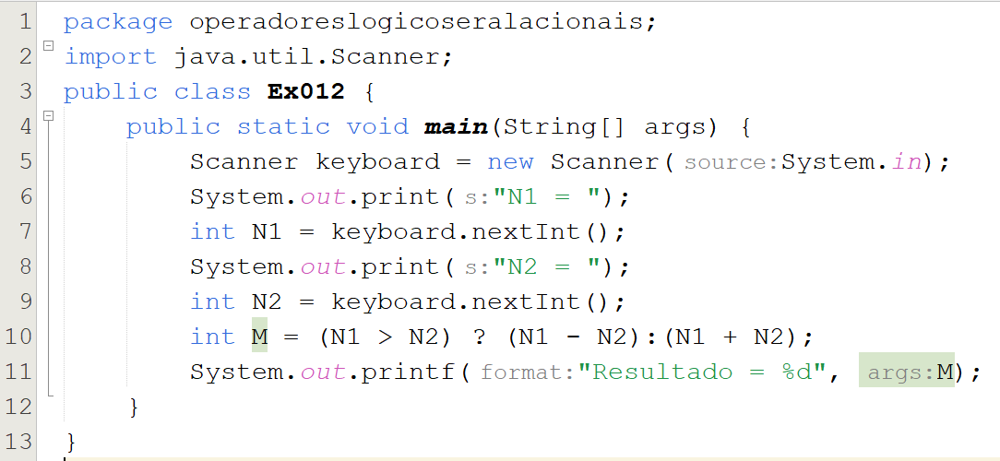 1 package operadoreslogicoseralacionais;
2 import java.util.Scanner;
3 public class Ex012 {
4 public static void main(String[] args) {
5 Scanner keyboard = new Scanner( source:System.in);
6 System.out.print( s:"N1 = ");
7 int N1 = keyboard.nextInt();
8 System.out.print( s:"N2 = ");
9 int N2 = keyboard.nextInt();
10 int M = (N1 > N2) ? (N1 - N2):(N1 + N2);
11 System.out.printf( format:"Resultado = %d", args:M);
12 }
13 }